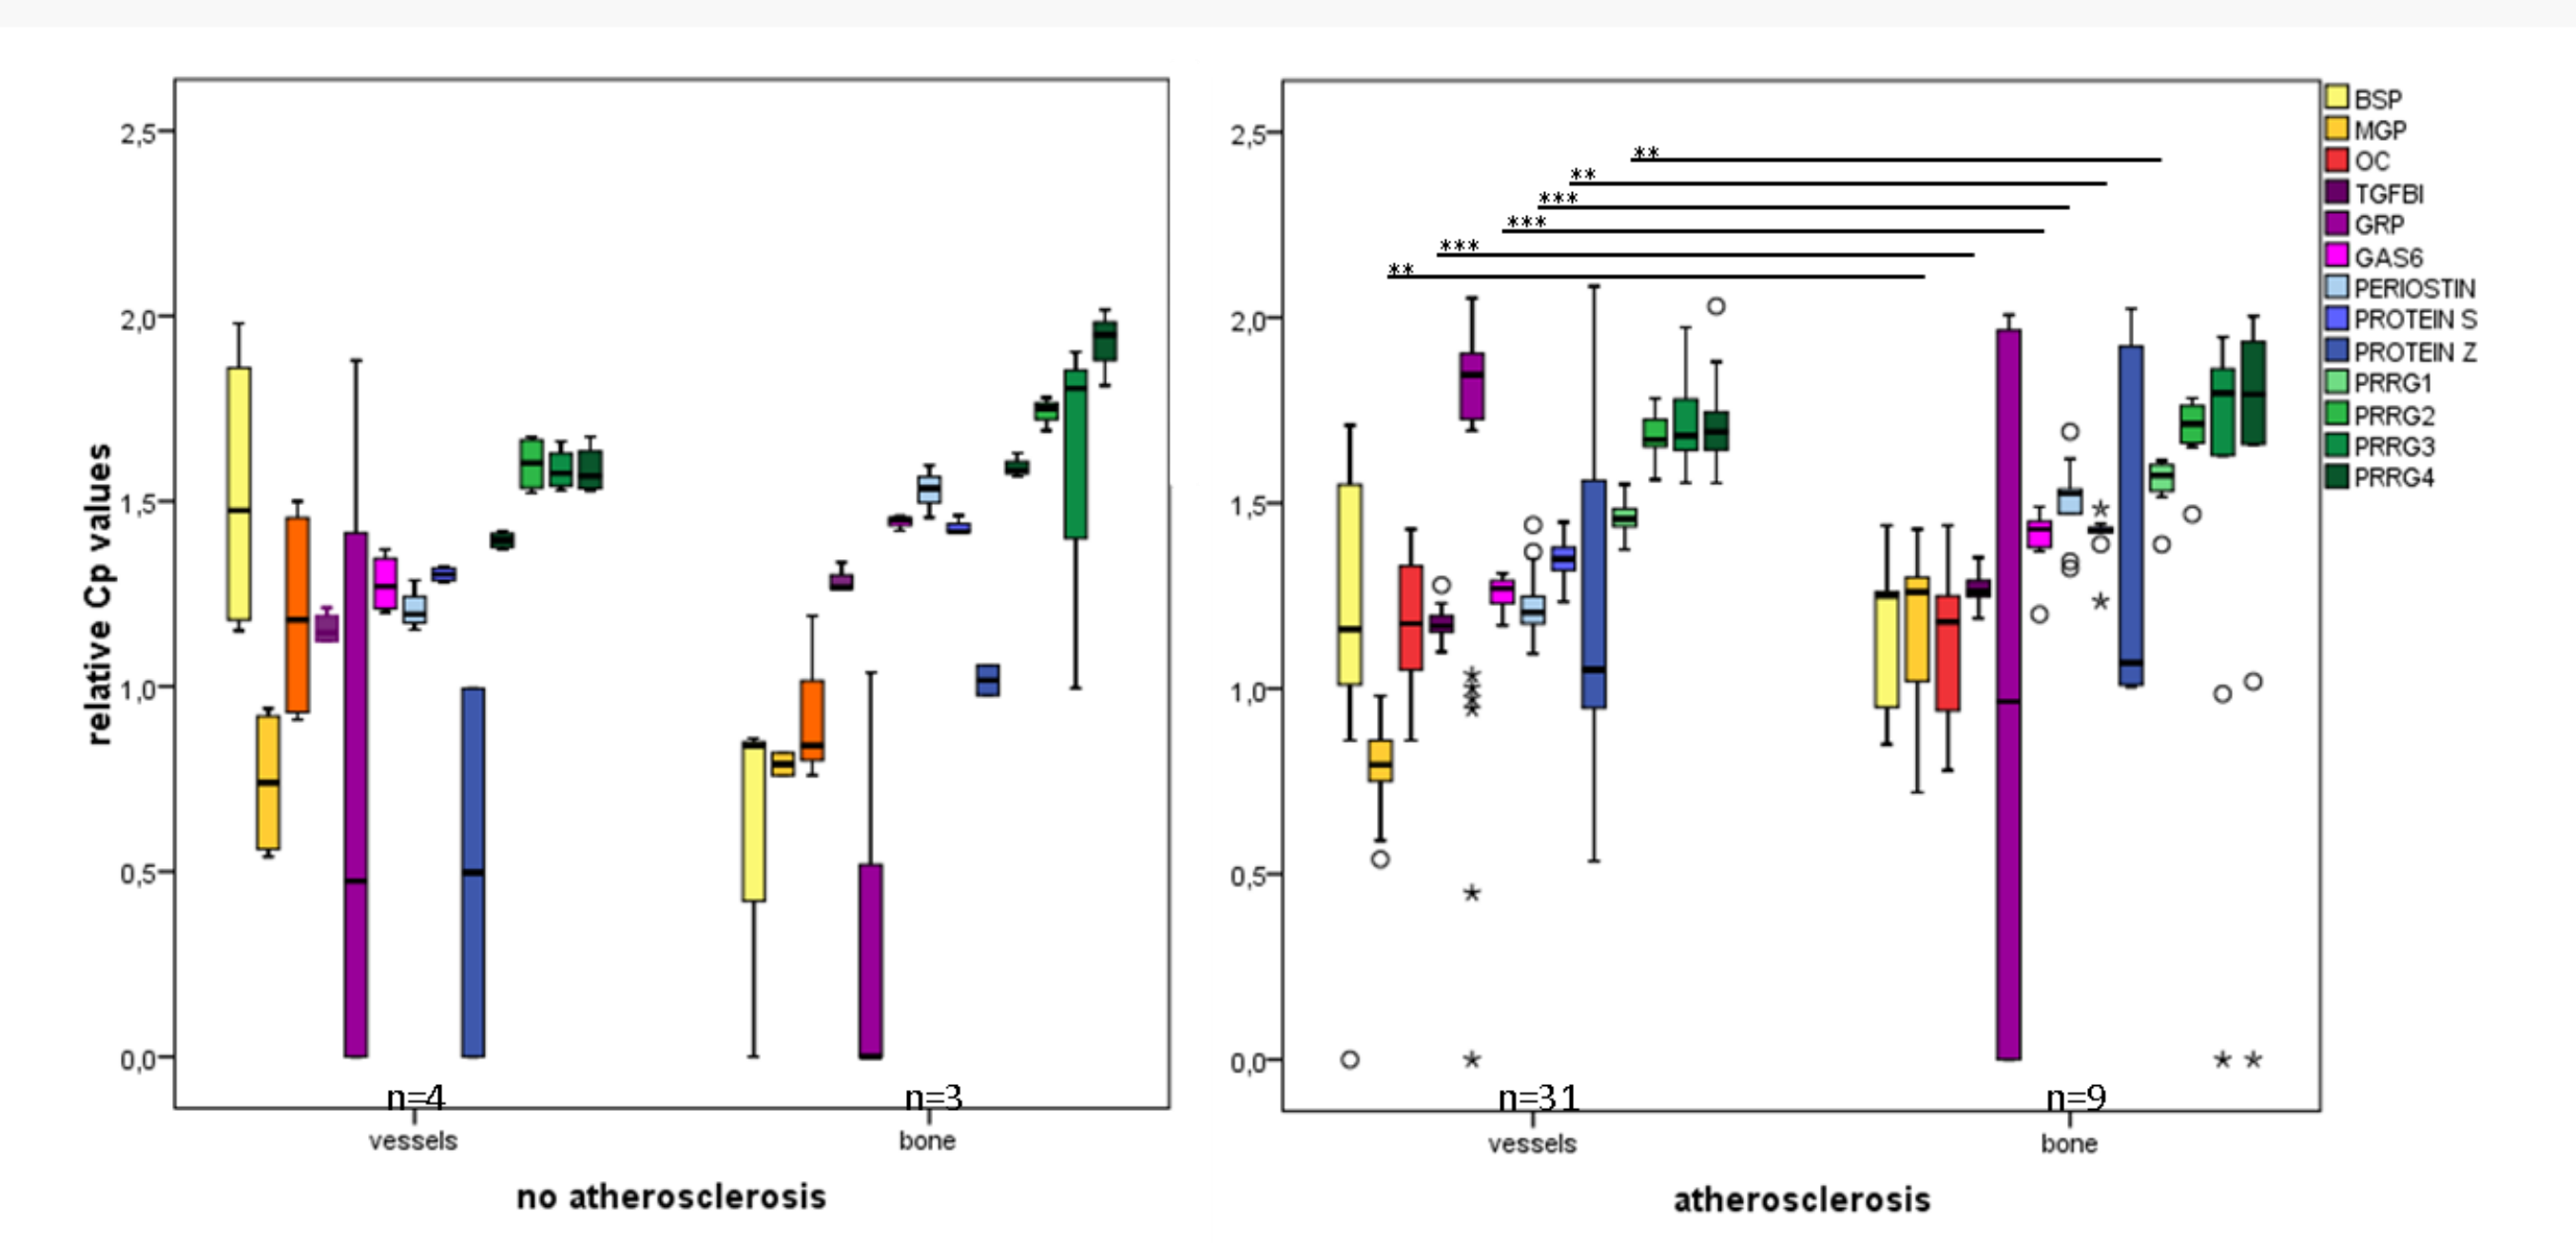 relative Cp values
2,5
2,0
1,5
1,0
0,5
0,0
n=4
n=3
vessels
bone
no atherosclerosis
2,5
2,0
1,5
1,0
0,5
0,0
**
**
***
***
***
**
n=31
n=9
vessels
bone
atherosclerosis
BSP
MGP
OC
TGFBI
GRP
GAS6
PERIOSTIN
PROTEIN S
PROTEIN Z
PRRG1
PRRG2
PRRG3
PRRG4